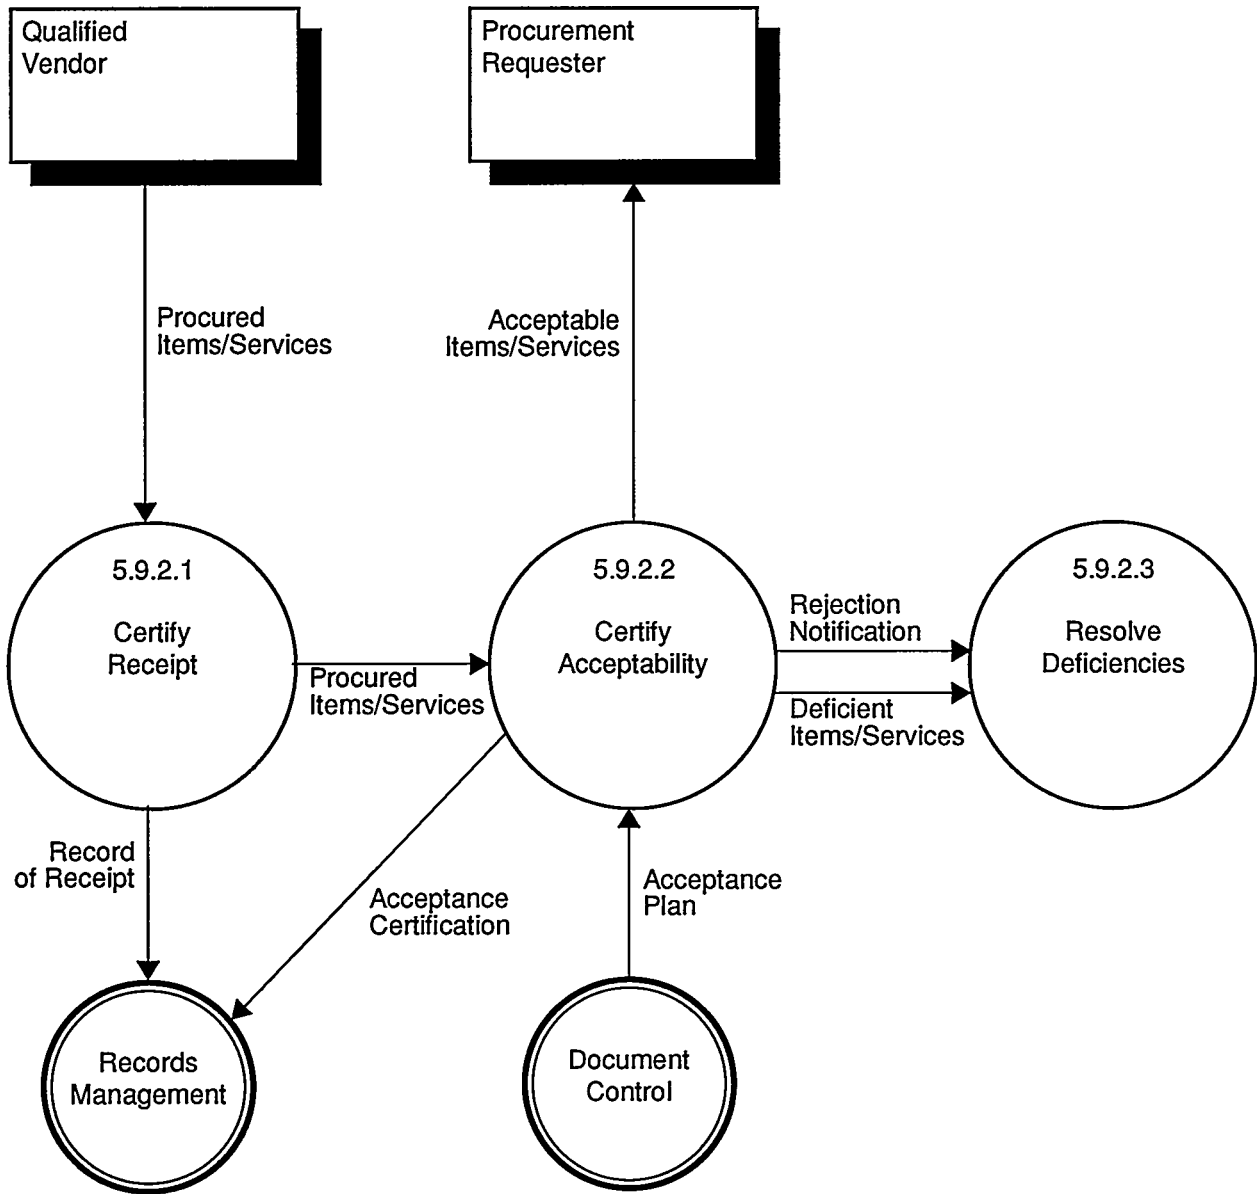 Qualified
Vendor
Procurement
Requester
Procured
Items/Services
Acceptable
Items/Services
5.9.2.1
Certify
Receipt
5.9.2.2
Certify
Acceptability
5.9.2.3
Resolve
Deficiencies
Rejection
Notification
Procured
Items/Services
Deficient
Items/Services
Record
of Receipt
Acceptance
Certification
Acceptance
Plan
Records
Management
Document
Control